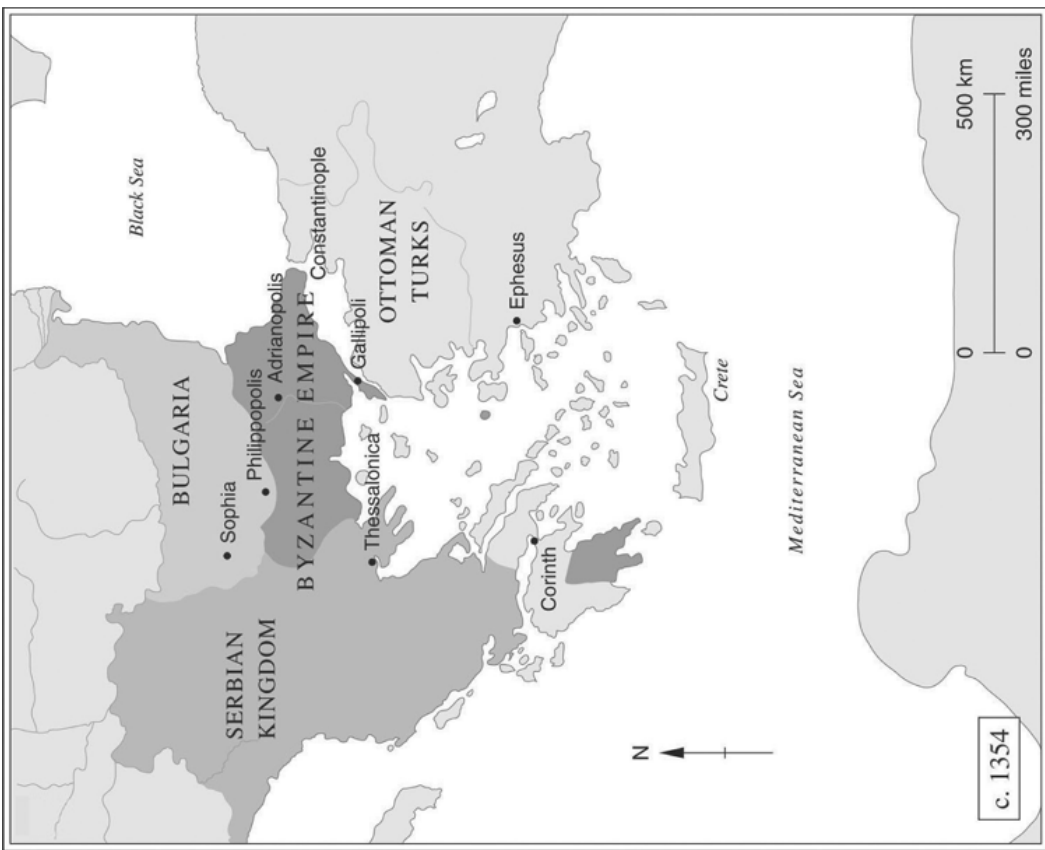 Black Sea
BULGARIA
Sophia
Philippopolis
Adrianopolis
Constantinople
SERBIAN
KINGDOM
BYZANTINE EMPIRE
Gallipoli
Thessalonica
OTTOMAN
TURKS
Ephesus
Corinth
Crete
Mediterranean Sea
N
0 500 km
0 300 miles
c. 1354